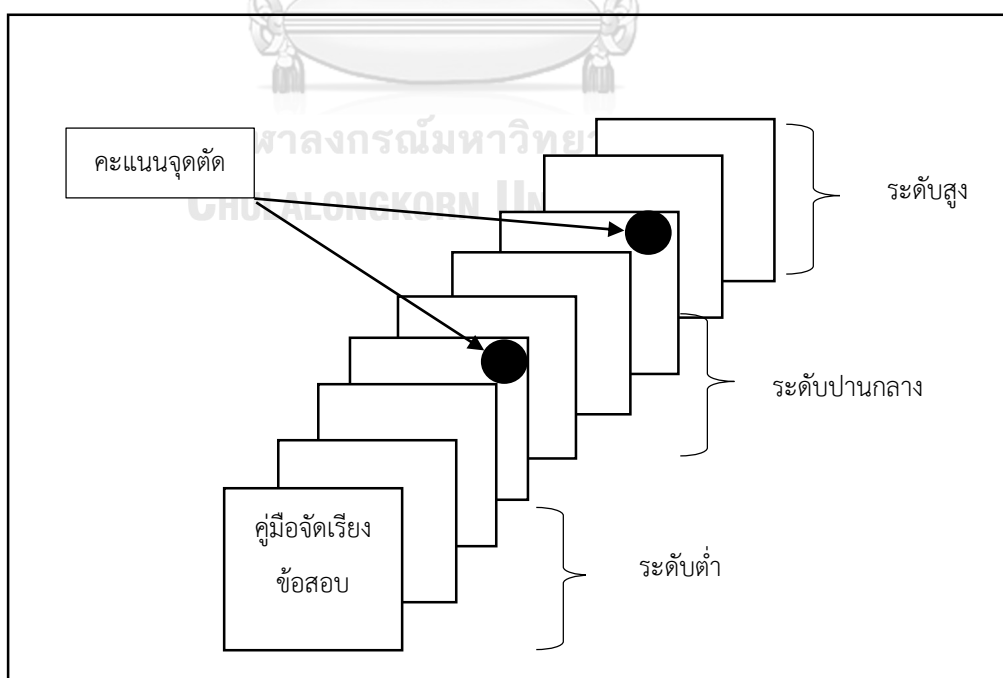 คะแนนจุดตัด
ระดับสูง
ระดับปานกลาง
คู่มือจัดเรียง
ข้อสอบ
ระดับต่ำ